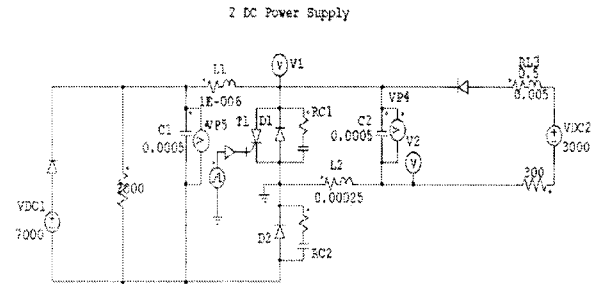 2 DC Power Supply
L1
1E-006
V1
RL3
0.5
0.005
C1
0.0005
VP5
T1
D1
RC1
C2
0.0005
VP4
V2
VDC2
3000
L2
0.00025
300
VDC1
7000
D2
RC2